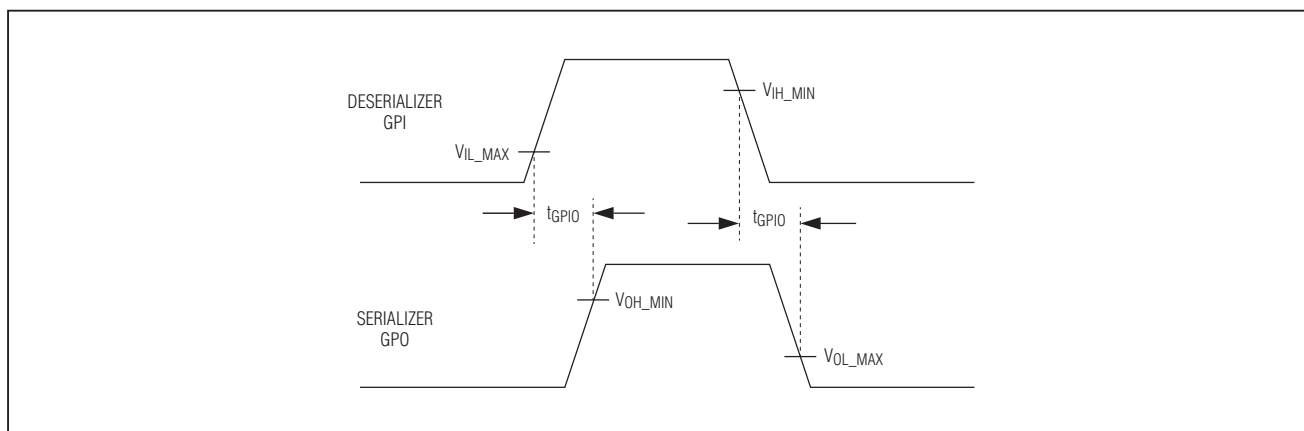 DESERIALIZER
GPI
VIH_MIN
VIL_MAX
tGPIO
tGPIO
VOH_MIN
SERIALIZER
GPO
VOL_MAX